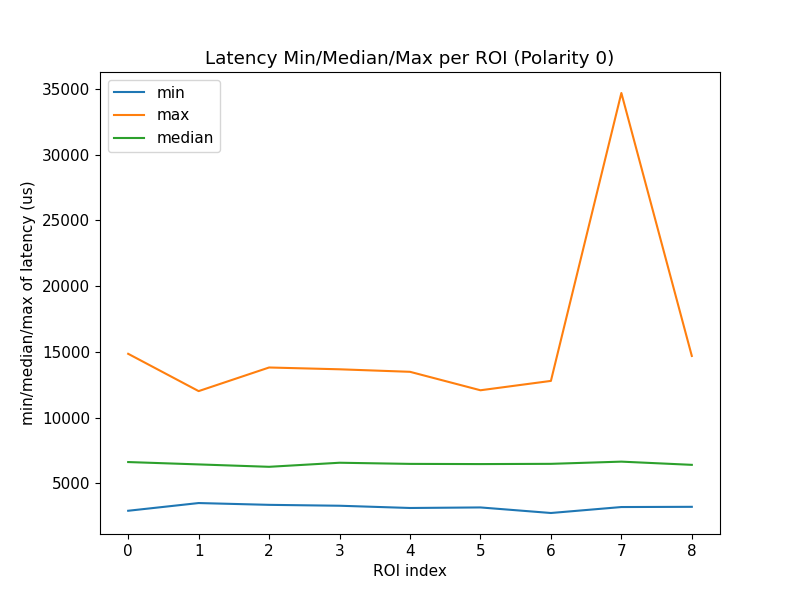 Latency Min/Median/Max per ROI (Polarity 0)
min
max
median
35000
30000
25000
20000
15000
10000
5000
min/median/max of latency (us)
0 1 2 3 4 5 6 7 8
ROI index